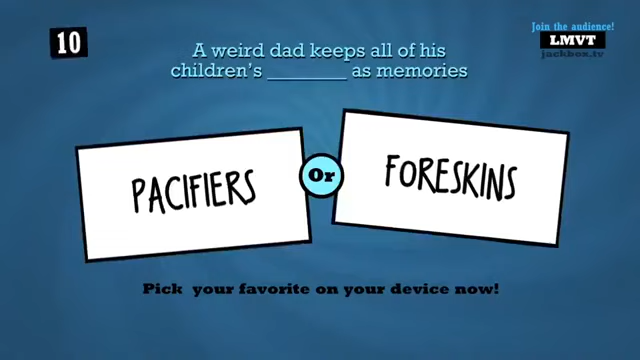 10
Join the audience!
LMVT
jackbox.tv
A weird dad keeps all of his
children's ________ as memories
PACIFIERS
Or
FORESKINS
Pick your favorite on your device now!